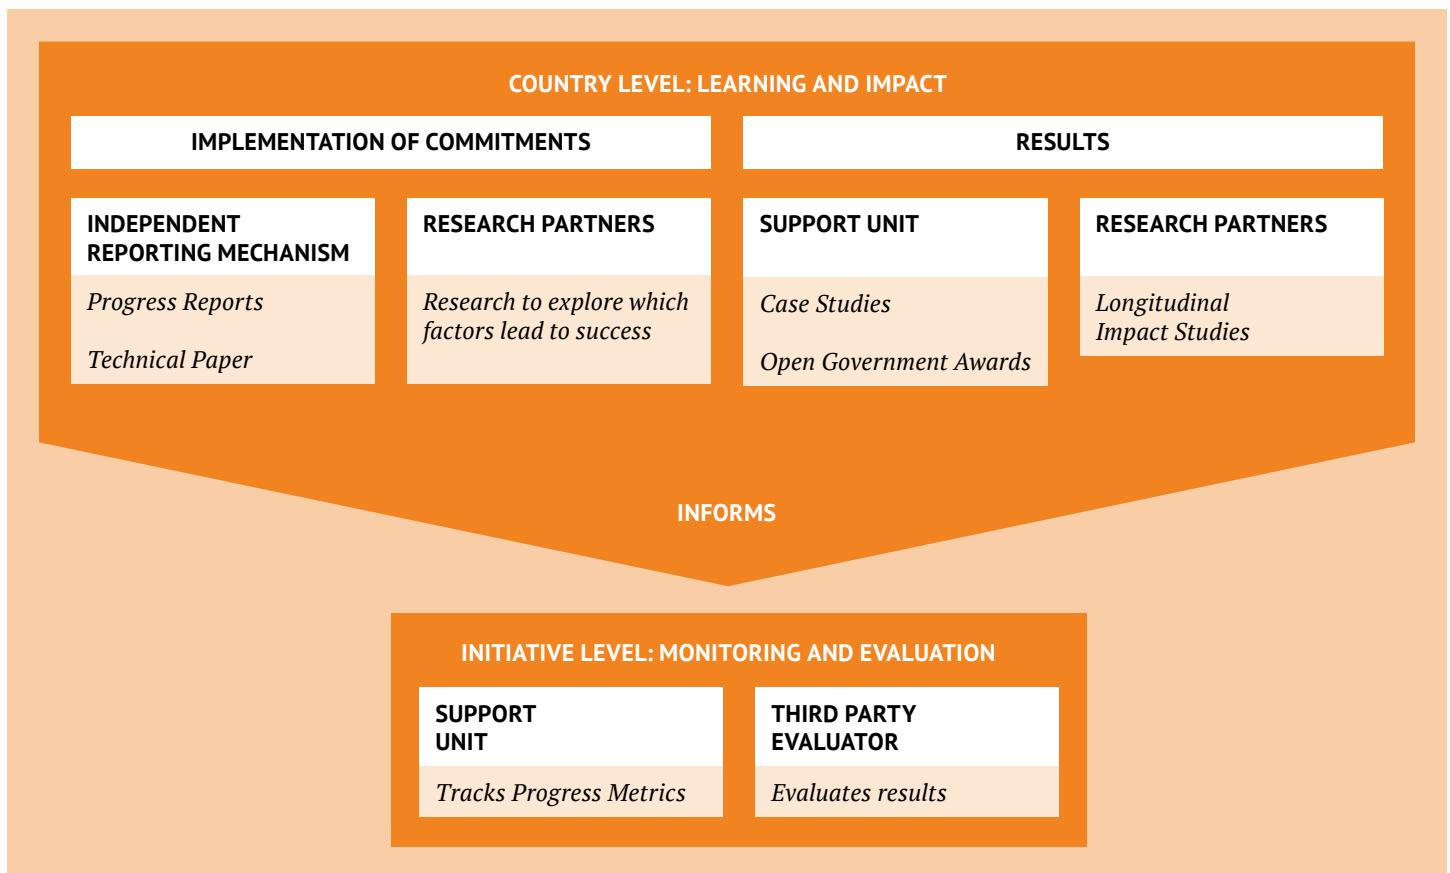 COUNTRY LEVEL: LEARNING AND IMPACT
IMPLEMENTATION OF COMMITMENTS
RESULTS
INDEPENDENT
REPORTING MECHANISM
Progress Reports
Technical Paper
RESEARCH PARTNERS
Research to explore which
factors lead to success
SUPPORT UNIT
Case Studies
Open Government Awards
RESEARCH PARTNERS
Longitudinal
Impact Studies
INFORMS
INITIATIVE LEVEL: MONITORING AND EVALUATION
SUPPORT
UNIT
Tracks Progress Metrics
THIRD PARTY
EVALUATOR
Evaluates results